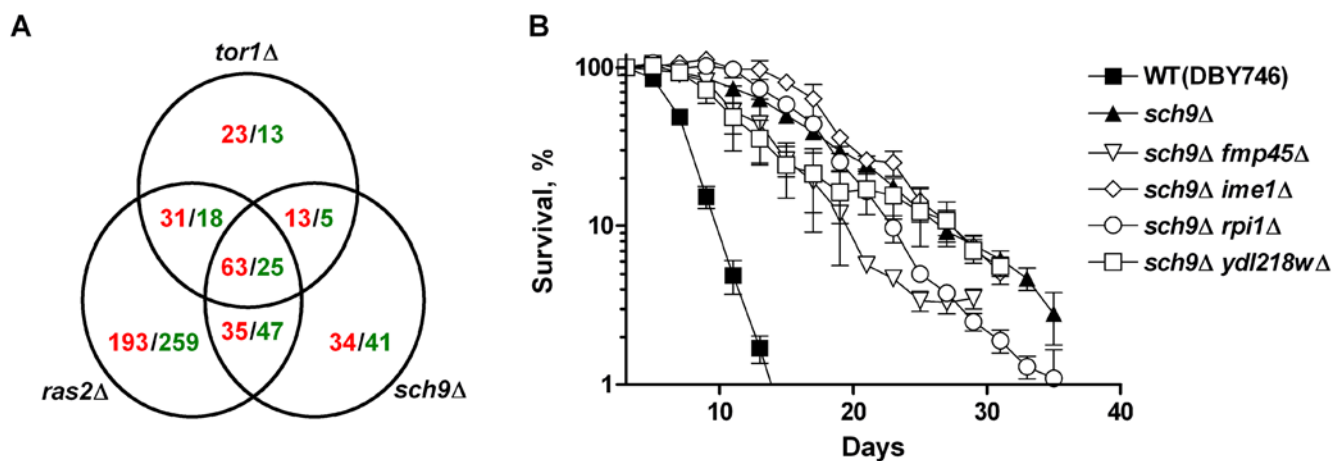 A
tor1Δ
23/13
31/18
13/5
63/25
193/259
35/47
34/41
ras2Δ
sch9Δ
B
Survival, %
100
10
1
10
20
30
40
Days
WT(DBY746)
sch9Δ
sch9Δ fmp45Δ
sch9Δ ime1Δ
sch9Δ rpi1Δ
sch9Δ ydl218wΔ